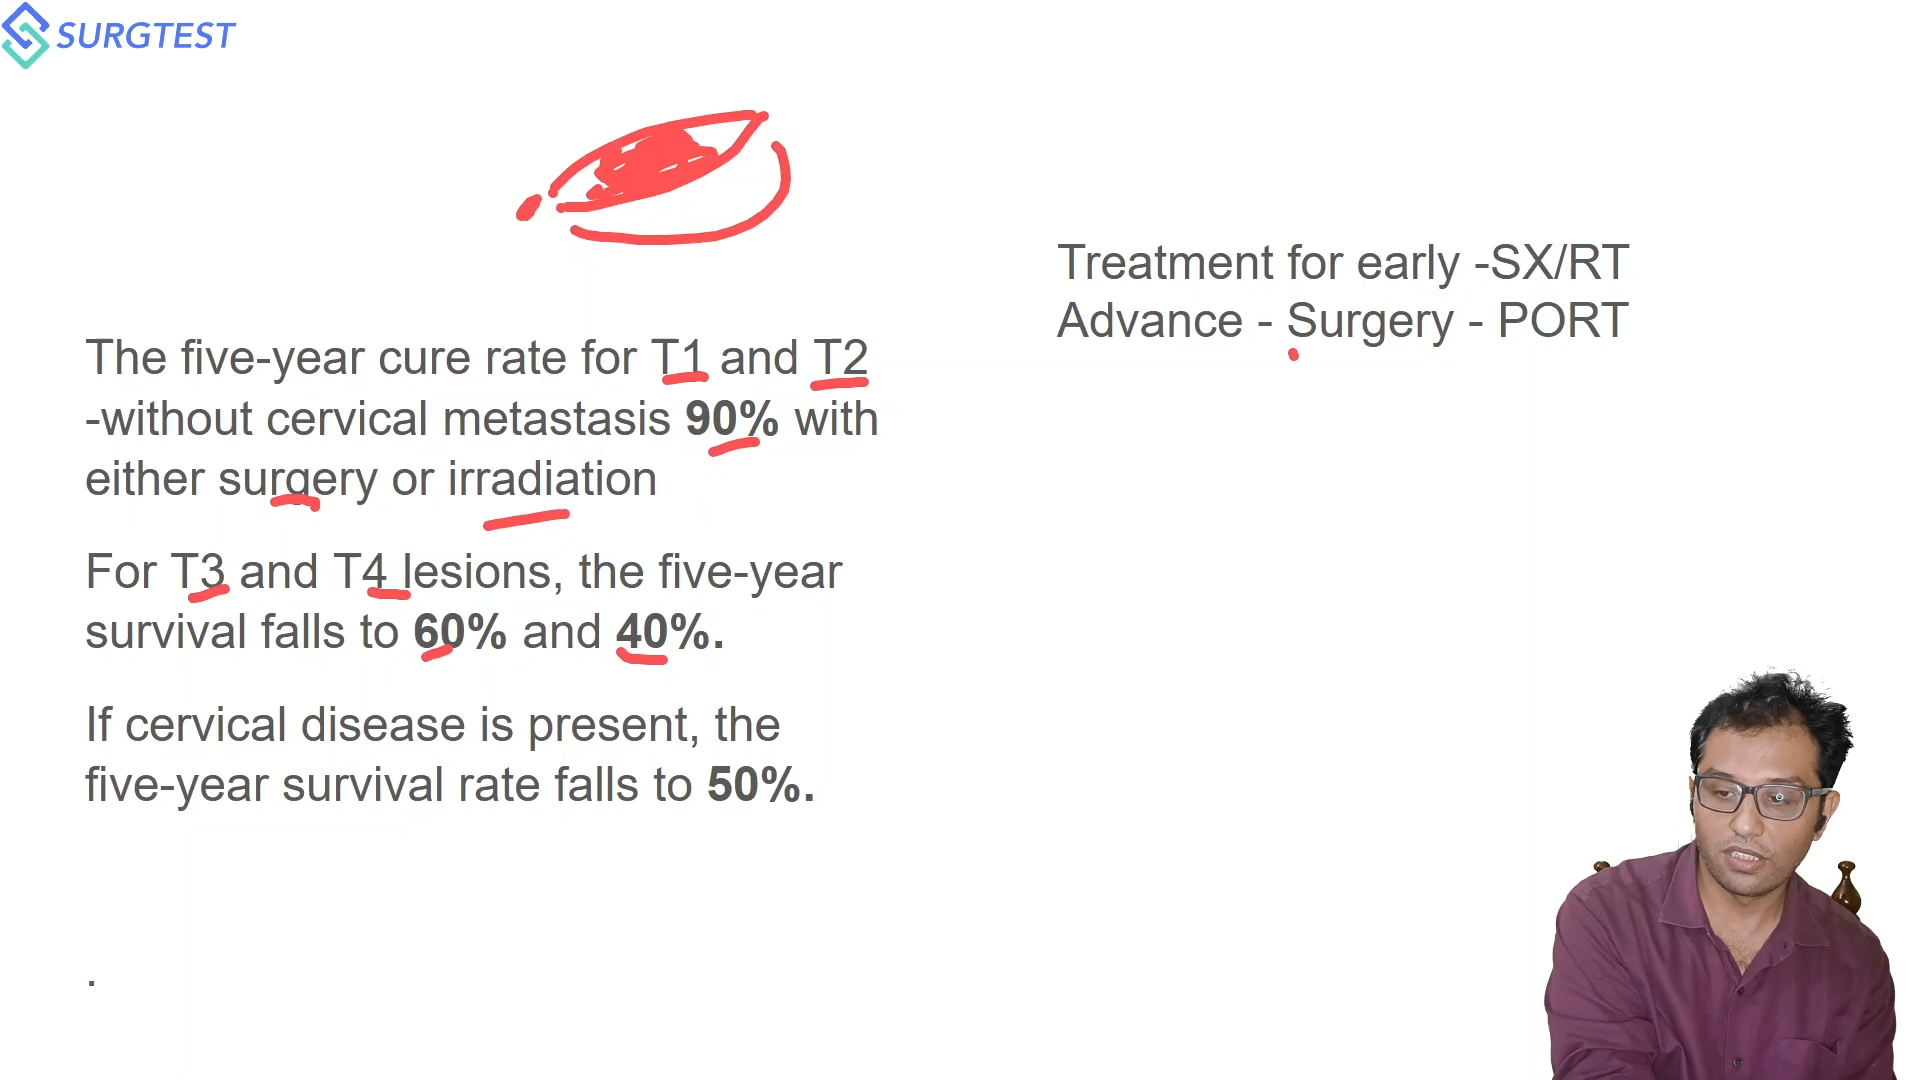 SURGTEST
The five-year cure rate for T1 and T2
-without cervical metastasis 90% with
either surgery or irradiation
For T3 and T4 lesions, the five-year
survival falls to 60% and 40%.
If cervical disease is present, the
five-year survival rate falls to 50%.
.
Treatment for early -SX/RT
Advance - Surgery - PORT